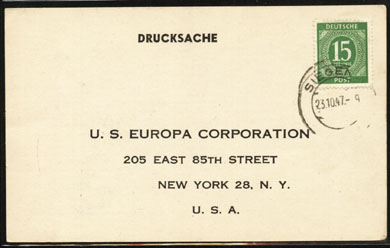 DRUCKSACHE
DEUTSCHE
15
POST
SIEGEN
23.10.47.- 9
U. S. EUROPA CORPORATION
205 EAST 85TH STREET
NEW YORK 28, N. Y.
U. S. A.